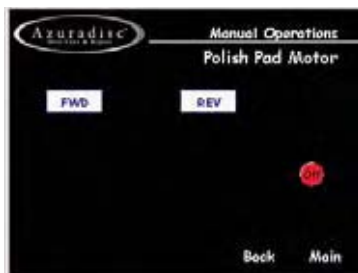 Azuradisc
Manual Operations
Polish Pad Motor
FWD REV
Off
Back Main